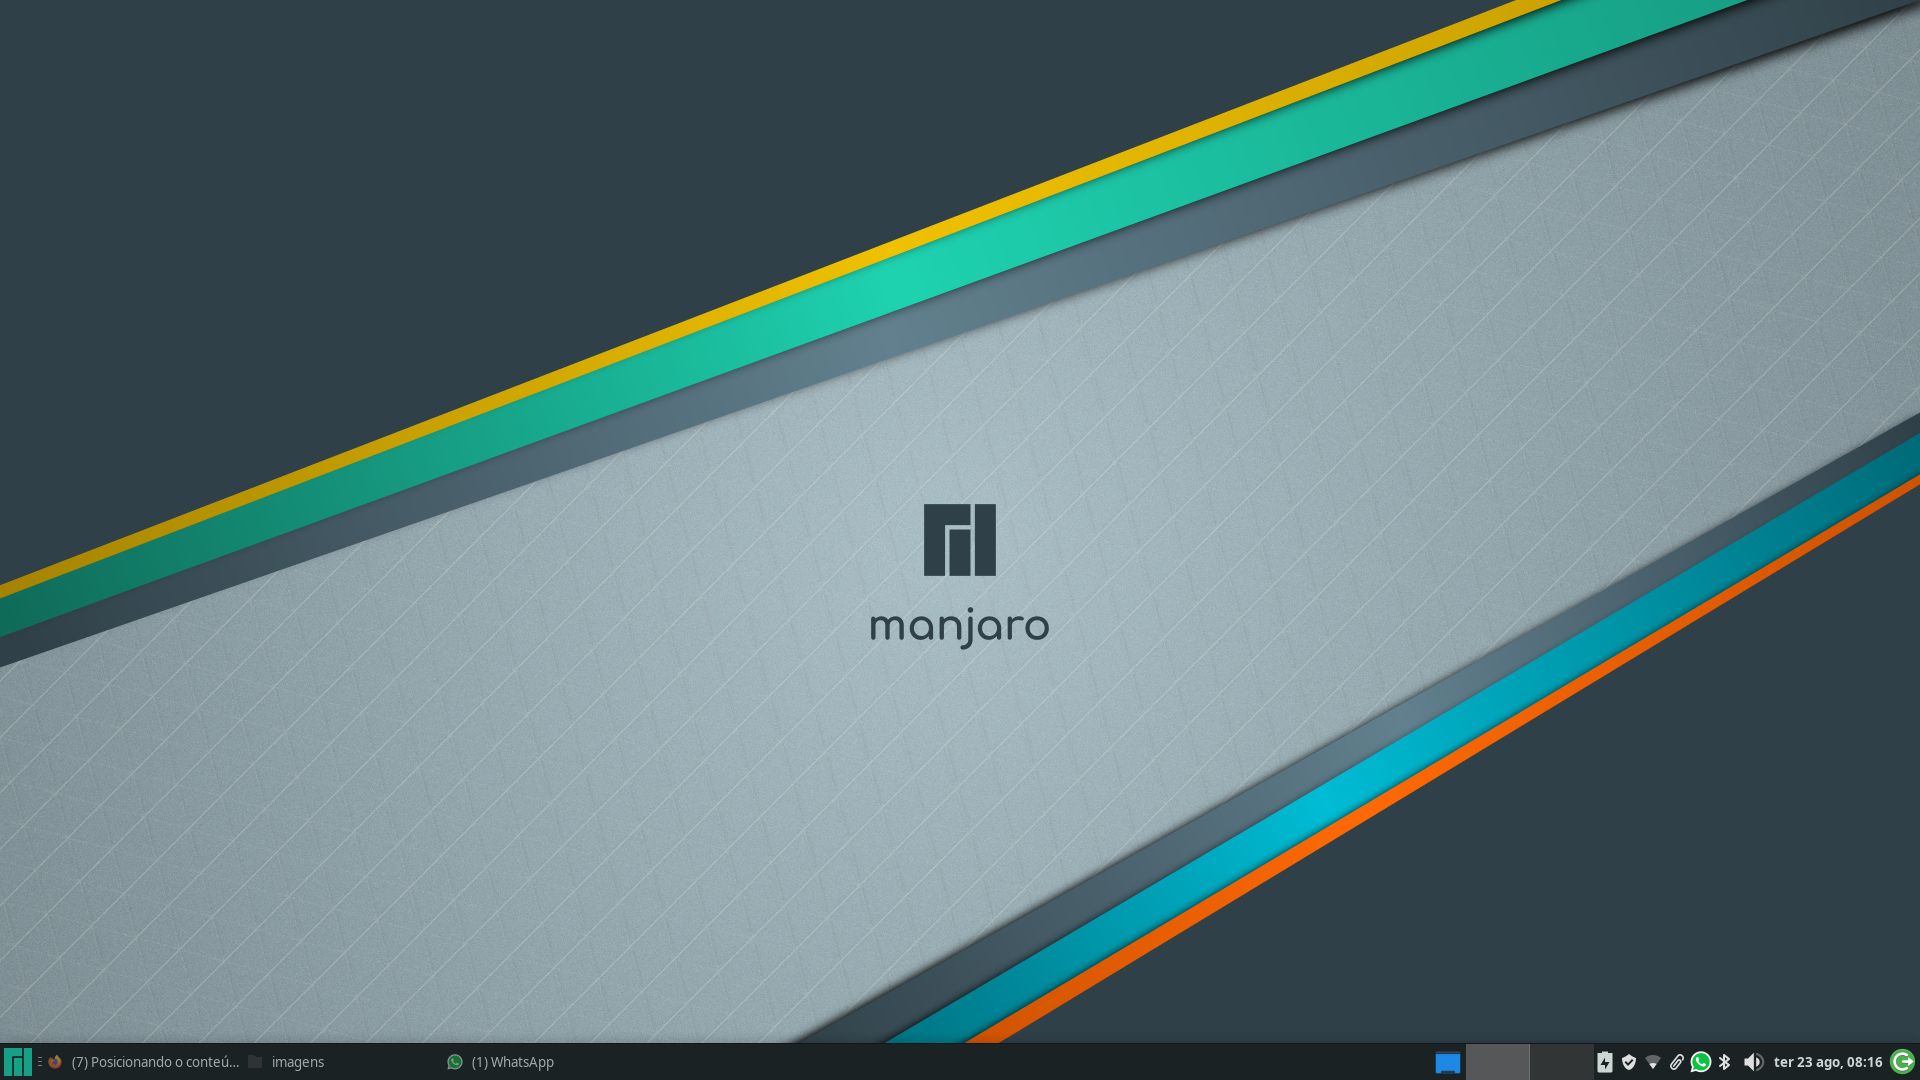 manjaro
(7) Posicionando o conteú...
imagens
(1) WhatsApp
ter 23 ago, 08:16